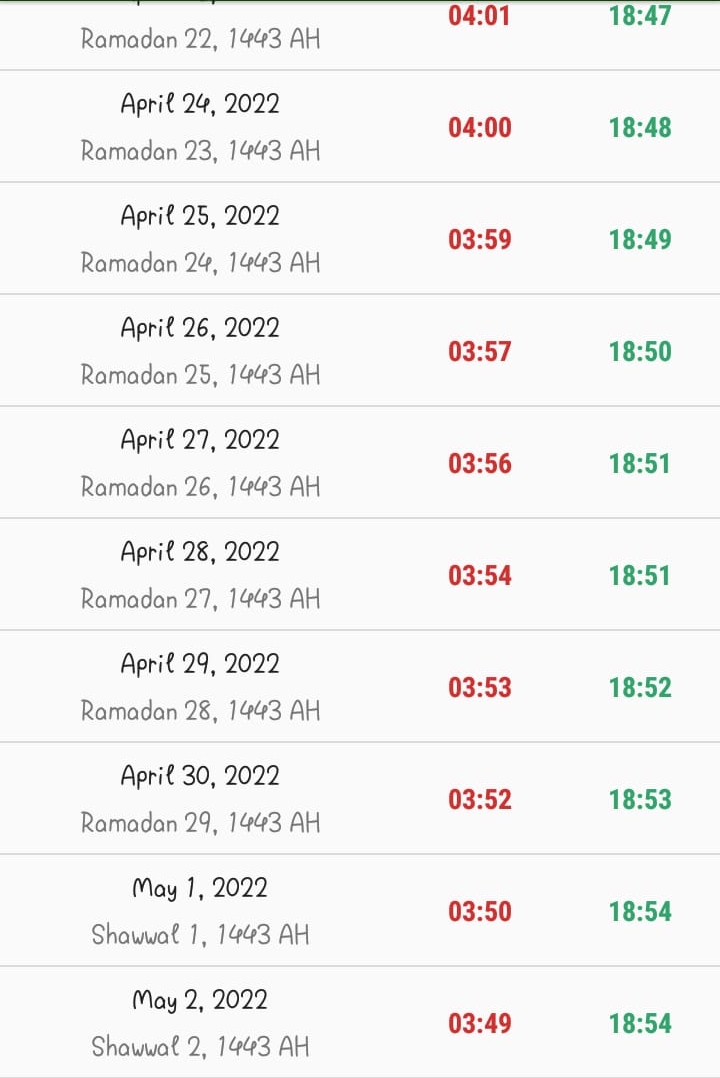 Ramadan 22, 1443 AH 04:01 18:47
April 24, 2022
Ramadan 23, 1443 AH 04:00 18:48
April 25, 2022
Ramadan 24, 1443 AH 03:59 18:49
April 26, 2022
Ramadan 25, 1443 AH 03:57 18:50
April 27, 2022
Ramadan 26, 1443 AH 03:56 18:51
April 28, 2022
Ramadan 27, 1443 AH 03:54 18:51
April 29, 2022
Ramadan 28, 1443 AH 03:53 18:52
April 30, 2022
Ramadan 29, 1443 AH 03:52 18:53
May 1, 2022
Shawwal 1, 1443 AH 03:50 18:54
May 2, 2022
Shawwal 2, 1443 AH 03:49 18:54